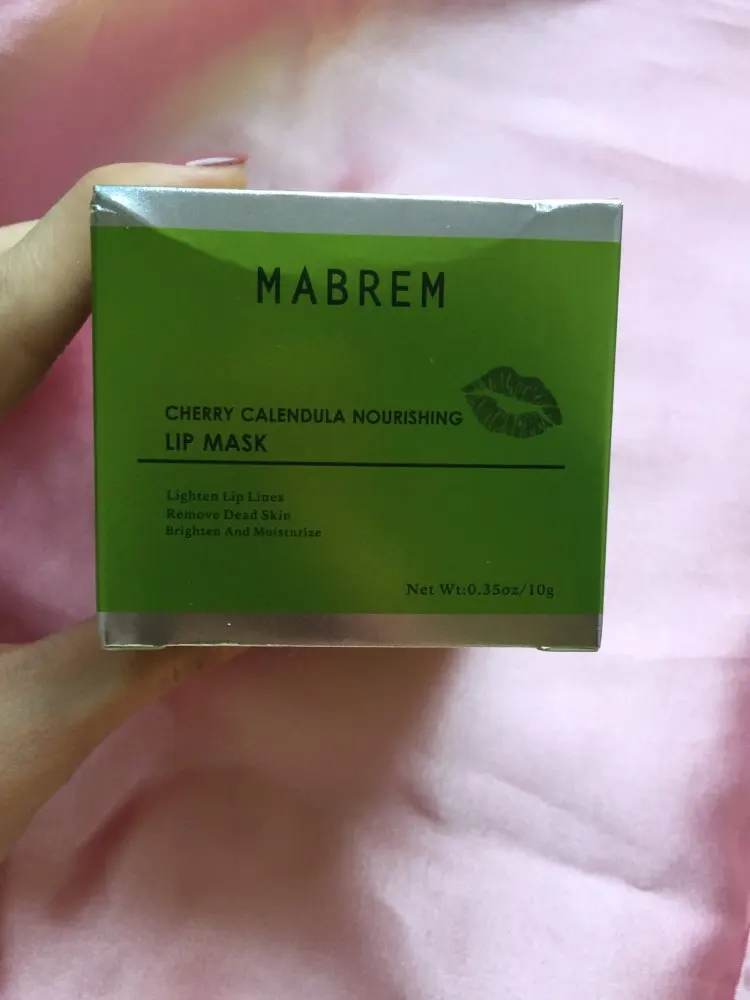 MABREM
CHERRY CALENDULA NOURISHING
LIP MASK
Lighten Lip Lines
Remove Dead Skin
Brighten And Moisturize
Net Wt:0.35oz/10g